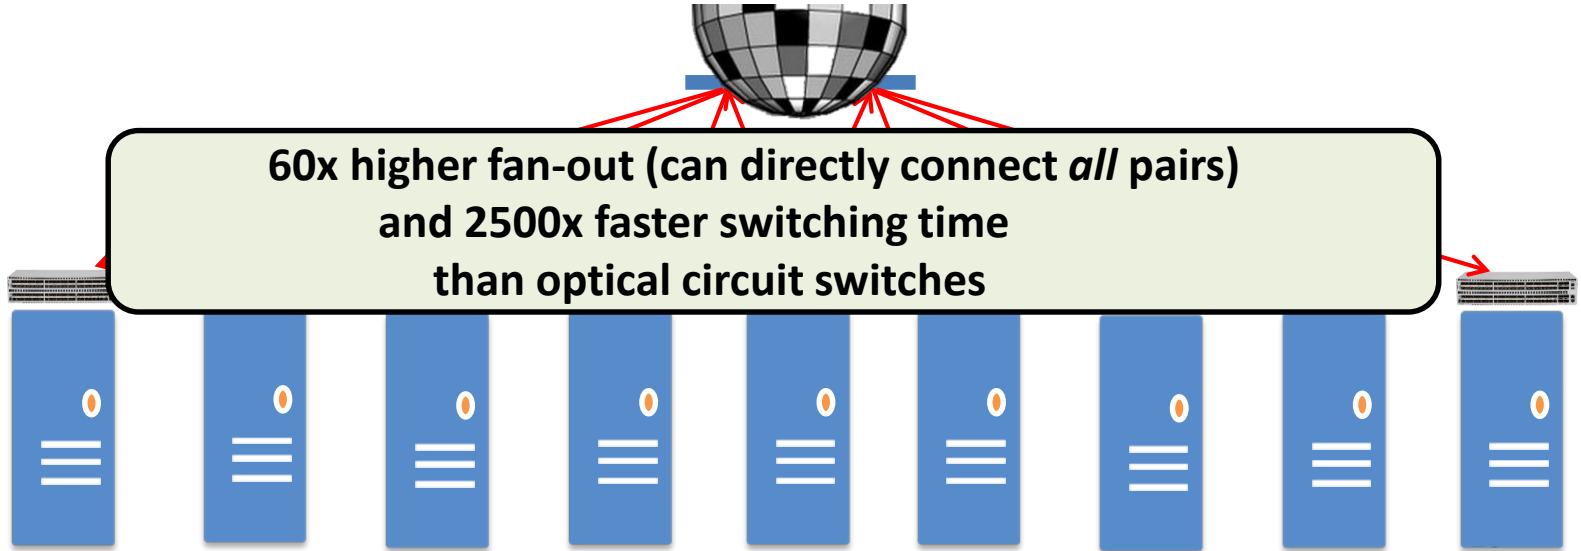 60x higher fan-out (can directly connect all pairs)
and 2500x faster switching time
than optical circuit switches